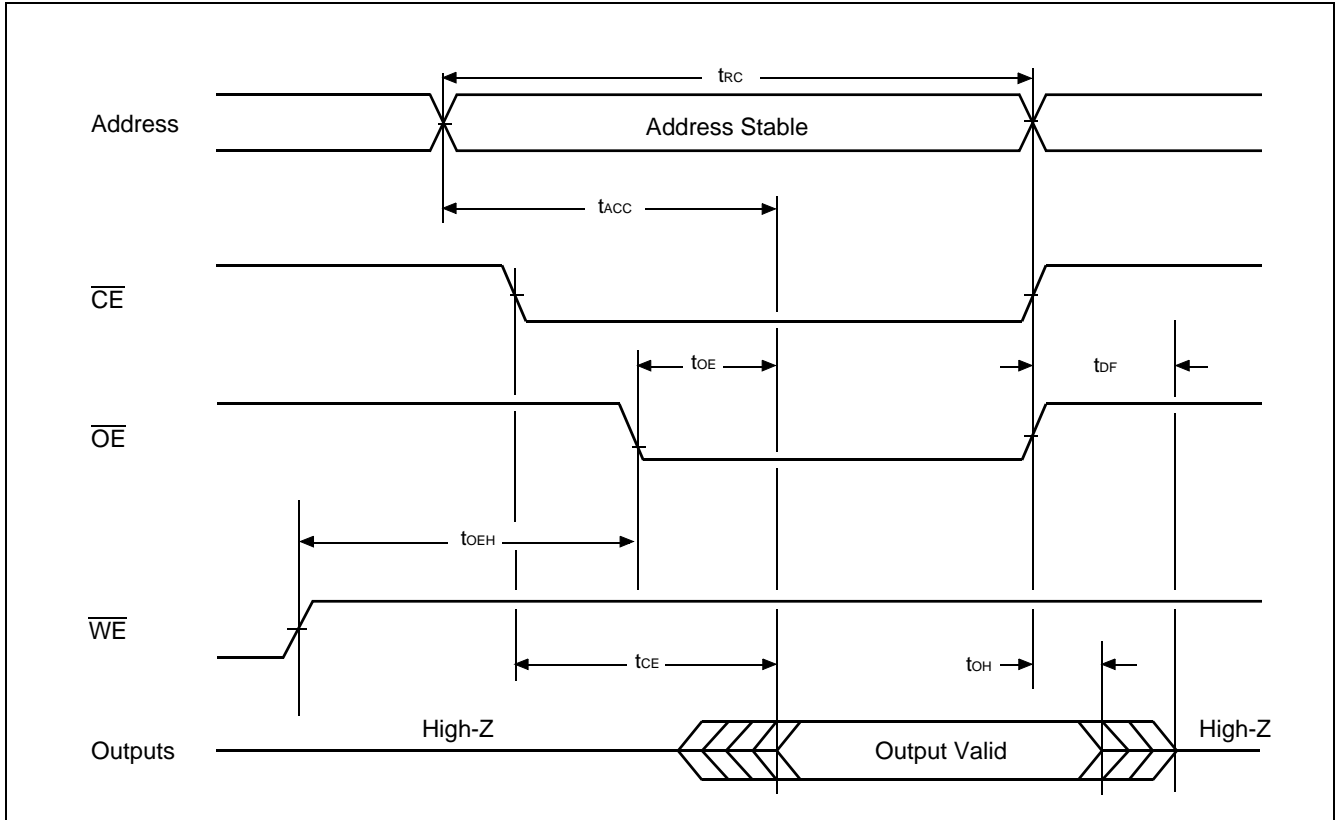 tRC
Address
Address Stable
tACC
CE
tOE
tDF
OE
tOEH
WE
tCE
tOH
High-Z
High-Z
Outputs
Output Valid